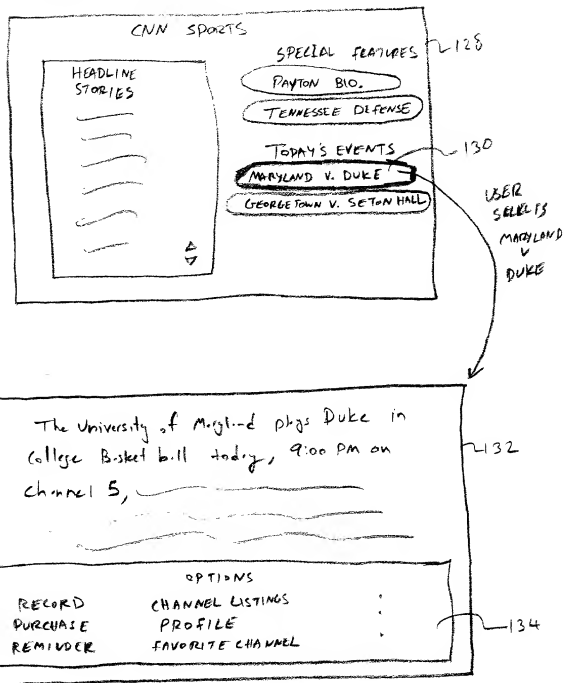 CNN SPORTS
128
HEADLINE
STORIES
SPECIAL FEATURES
PAYTON BIO.
TENNESSEE DEFENSE
TODAY'S EVENTS
130
MARYLAND V. DUKE
GEORGETOWN V. SETON HALL
USER
SELECTS
MARYLAND
V
DUKE
The University of Maryland plays Duke in
College Basket ball today, 9:00 PM on
Channel 5,
132
OPTIONS
RECORD CHANNEL LISTINGS
PURCHASE PROFILE
REMINDER FAVORITE CHANNEL
134